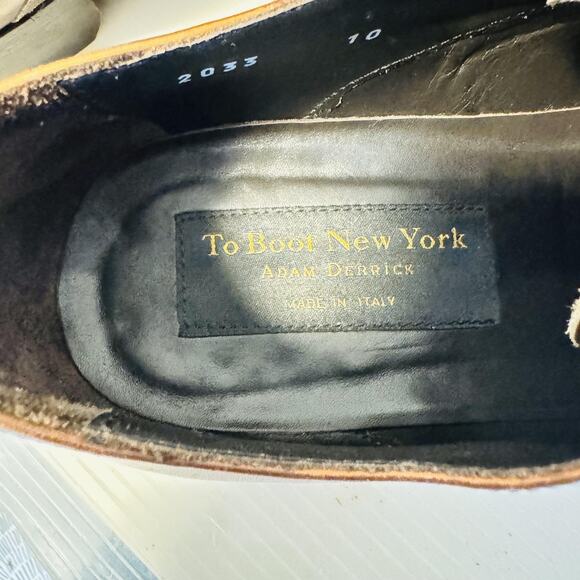 2033 10
To Boot New York
ADAM DERRICK
MADE IN ITALY